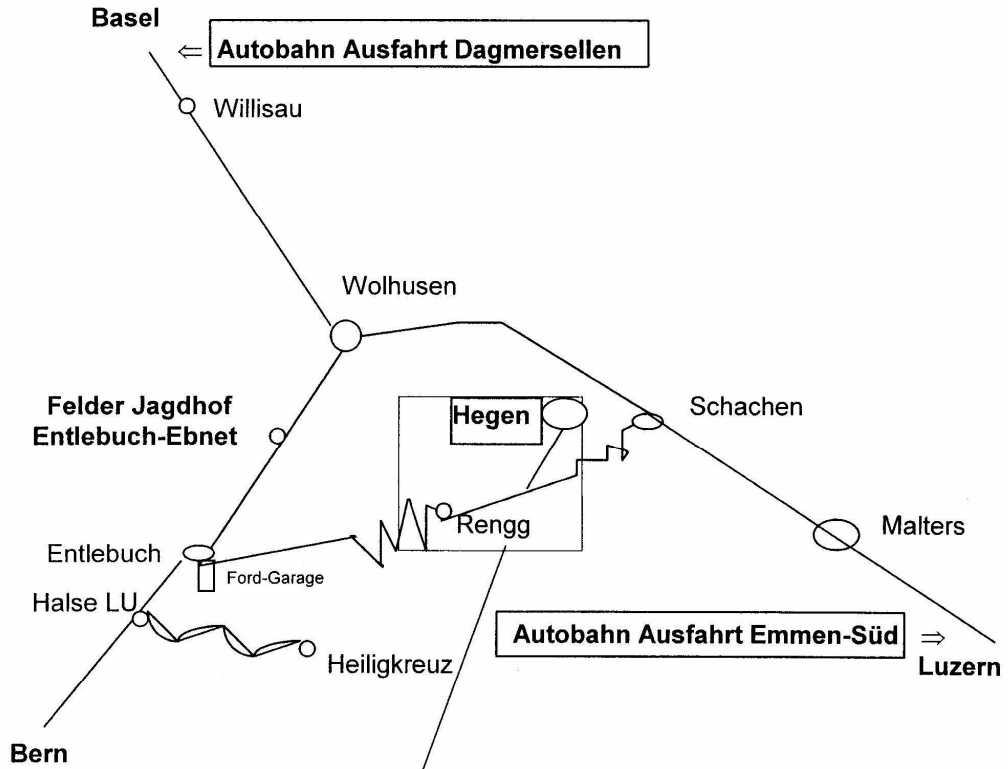 Basel
⇐ Autobahn Ausfahrt Dagmersellen
Willisau
Wolhusen
Felder Jagdhof
Entlebuch-Ebnet
Hegen
Schachen
Rengg
Malters
Entlebuch
Ford-Garage
Halse LU
Autobahn Ausfahrt Emmen-Süd ⇒
Heiligkreuz
Luzern
Bern